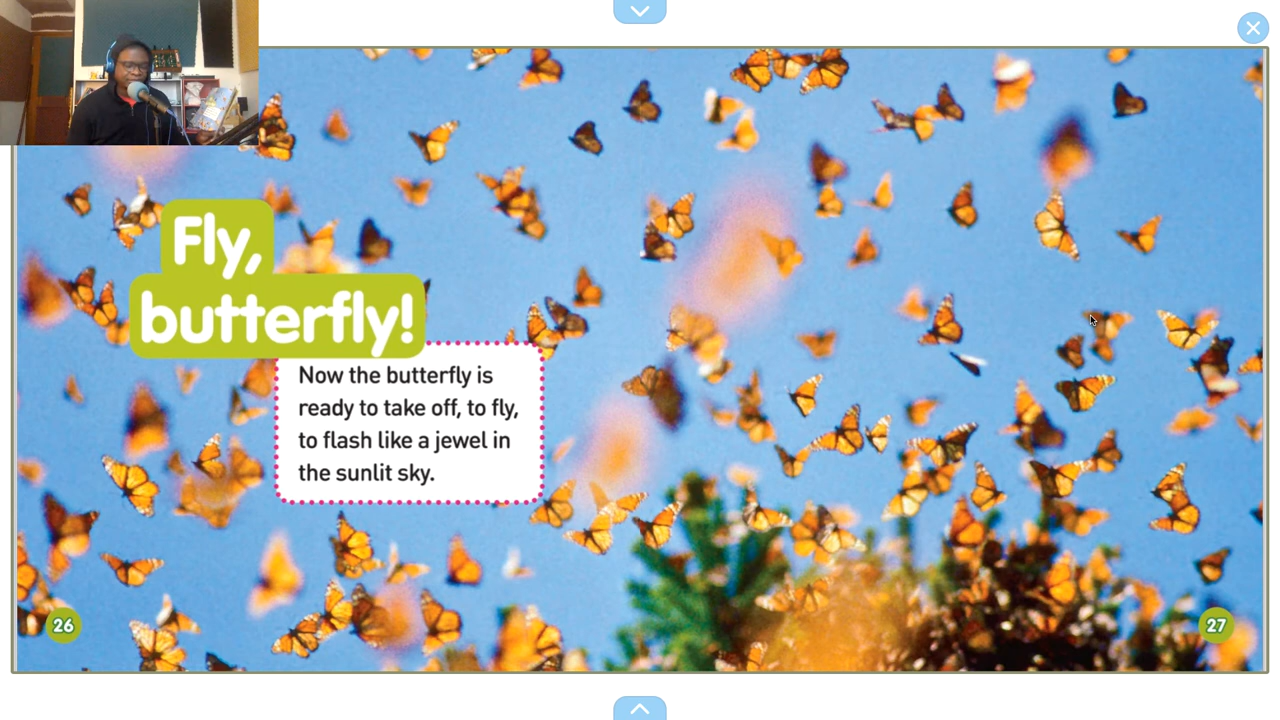 Fly,
butterfly!
Now the butterfly is
ready to take off, to fly,
to flash like a jewel in
the sunlit sky.
26
27